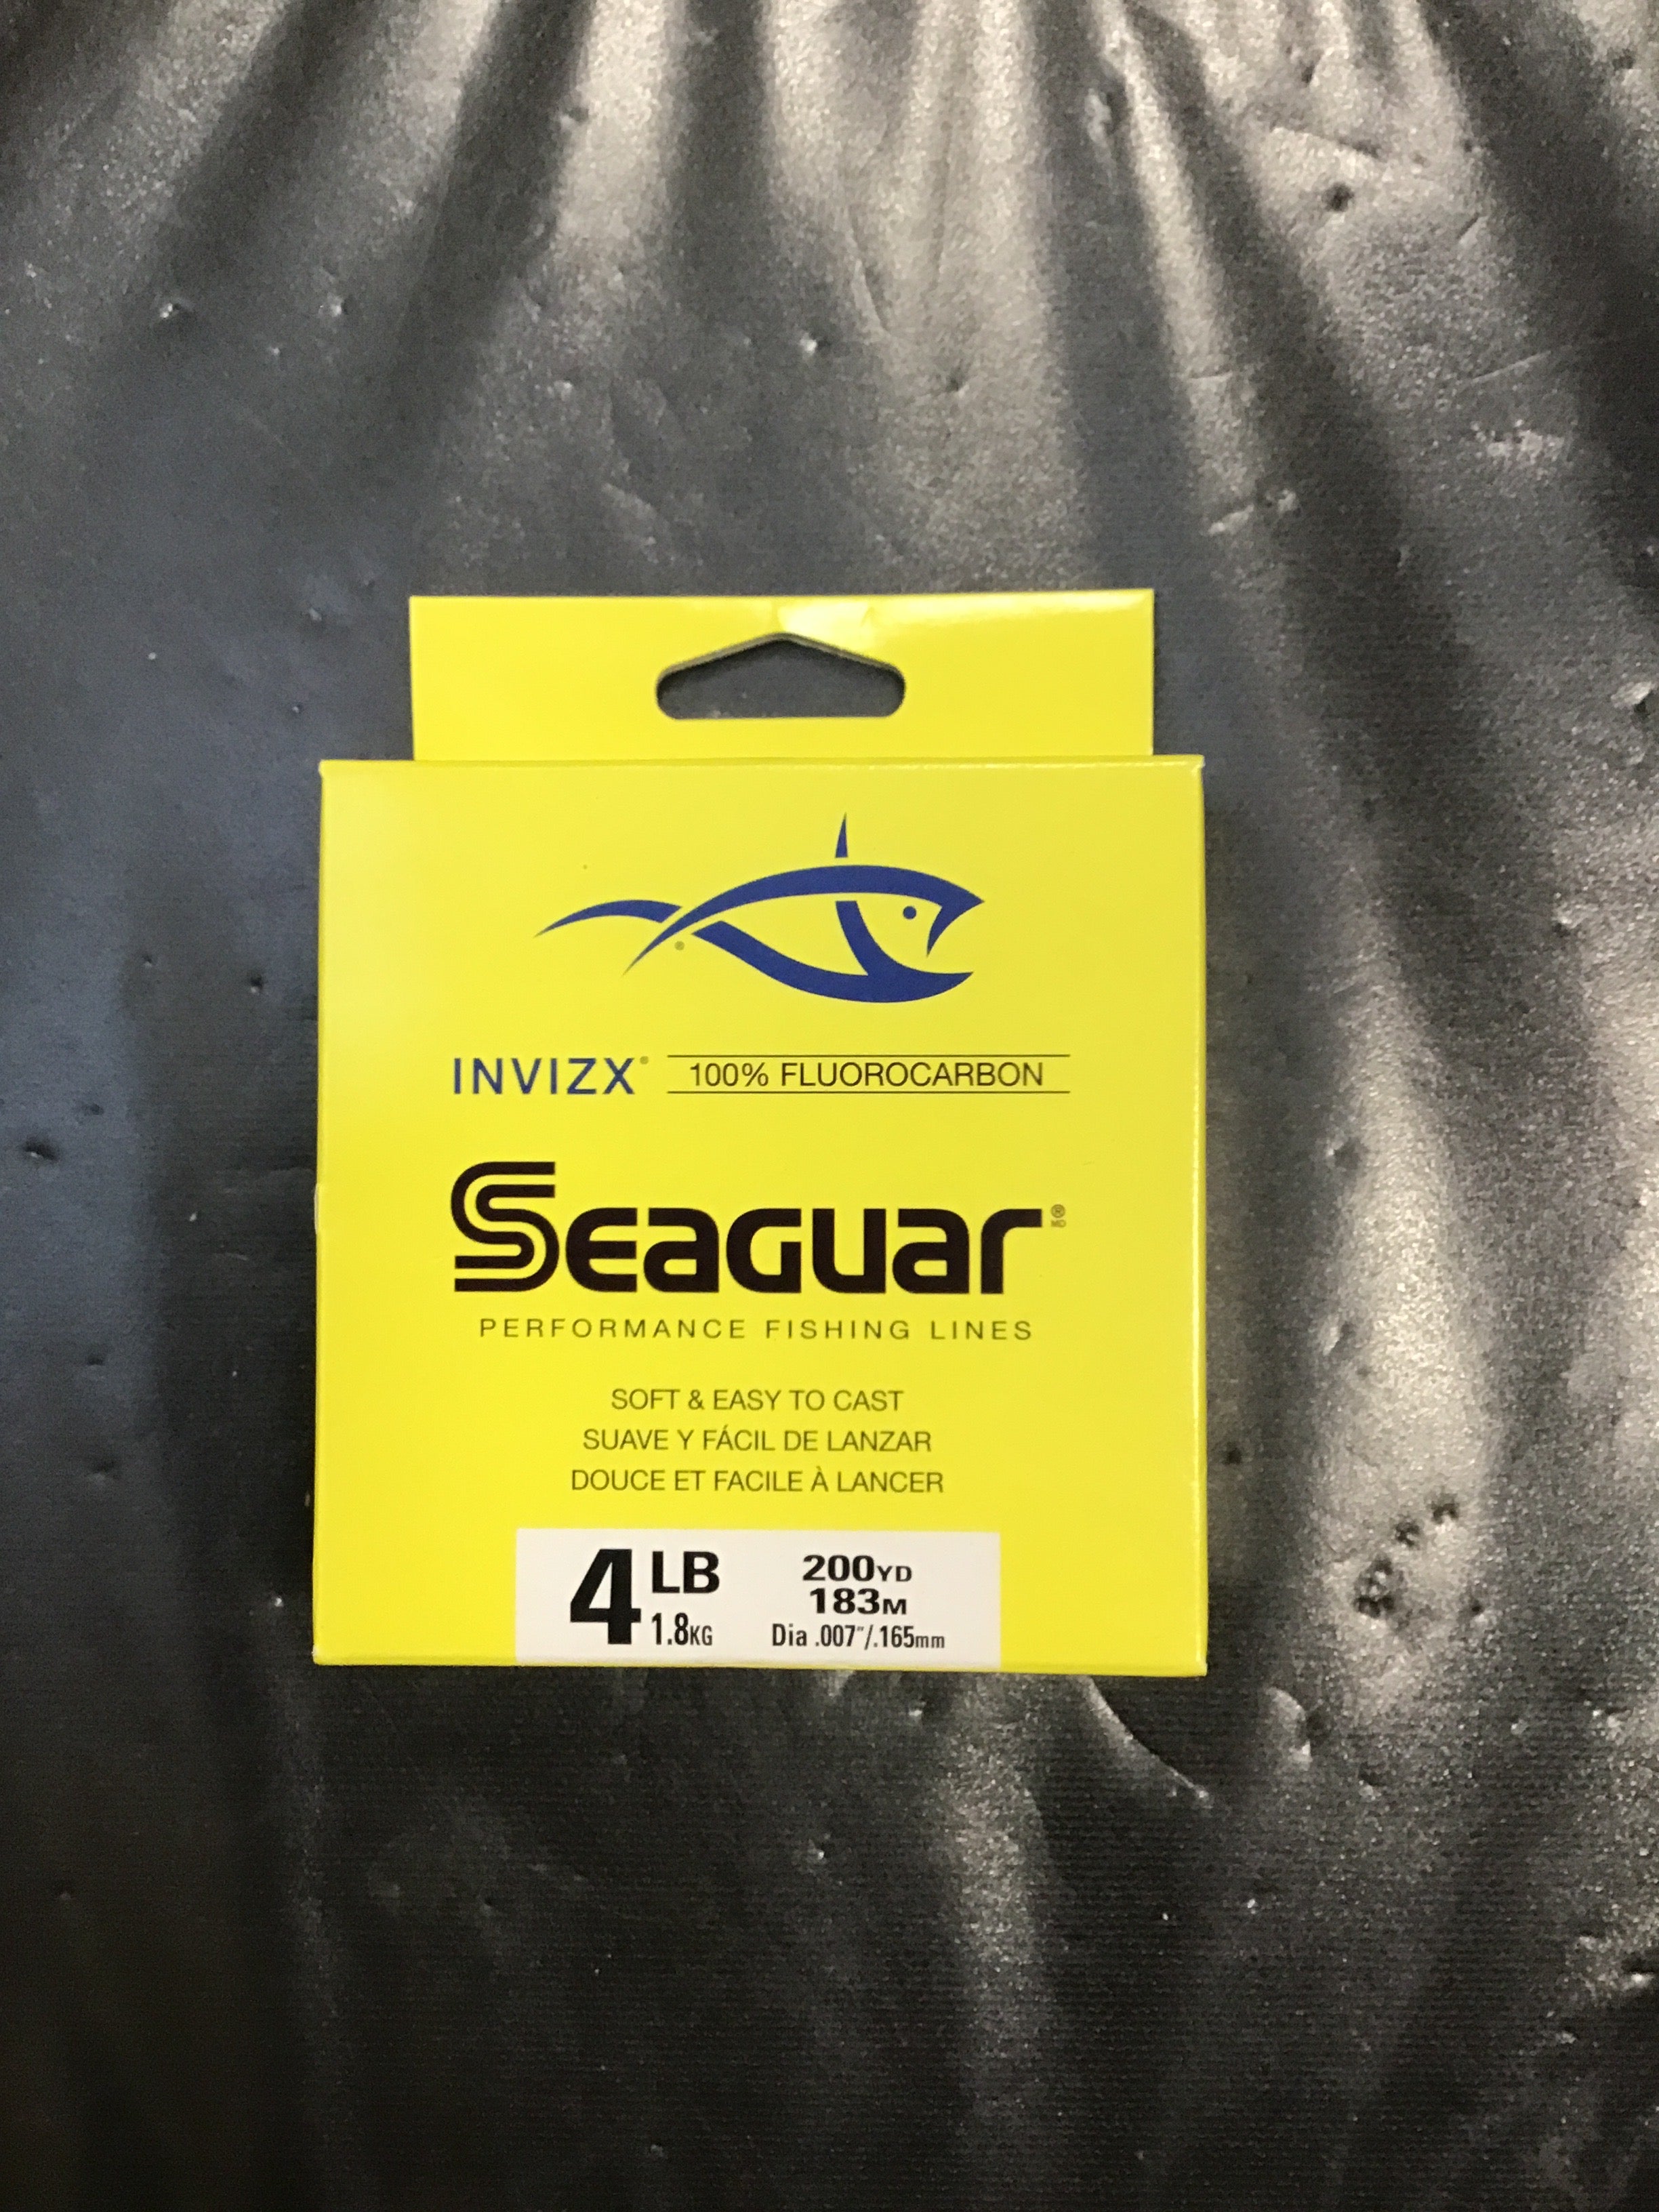 INVIZX® 100% FLUOROCARBON
SEAGUAR® MD
PERFORMANCE FISHING LINES
SOFT & EASY TO CAST
SUAVE Y FÁCIL DE LANZAR
DOUCE ET FACILE À LANCER
4 LB 200YD
183M
1.8KG Dia .007"/.165mm